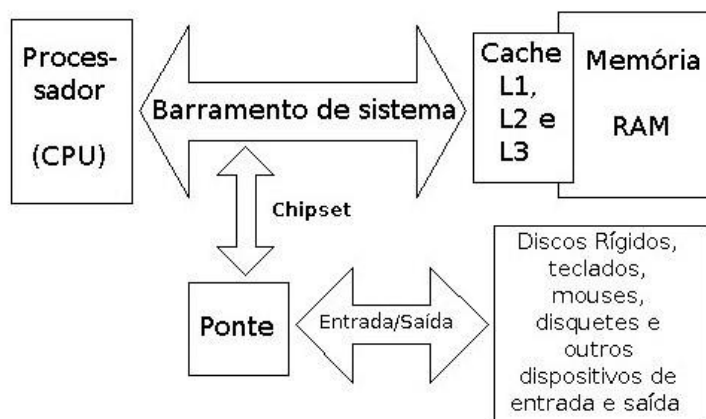 Proces-
sador
(CPU)
Barramento de sistema
Cache
L1,
L2 e
L3
Memória
RAM
Chipset
Ponte
Entrada/Saída
Discos Rígidos,
teclados,
mouses,
disquetes e
outros
dispositivos de
entrada e saída